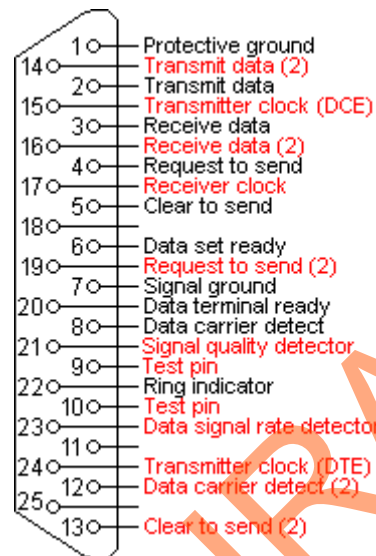 1 Protective ground
14 Transmit data (2)
2 Transmit data
15 Transmitter clock (DCE)
3 Receive data
16 Receive data (2)
4 Request to send
17 Receiver clock
5 Clear to send
18
6 Data set ready
19 Request to send (2)
7 Signal ground
20 Data terminal ready
8 Data carrier detect
21 Signal quality detector
9 Test pin
22 Ring indicator
10 Test pin
23 Data signal rate detector
11
24 Transmitter clock (DTE)
12 Data carrier detect (2)
25
13 Clear to send (2)